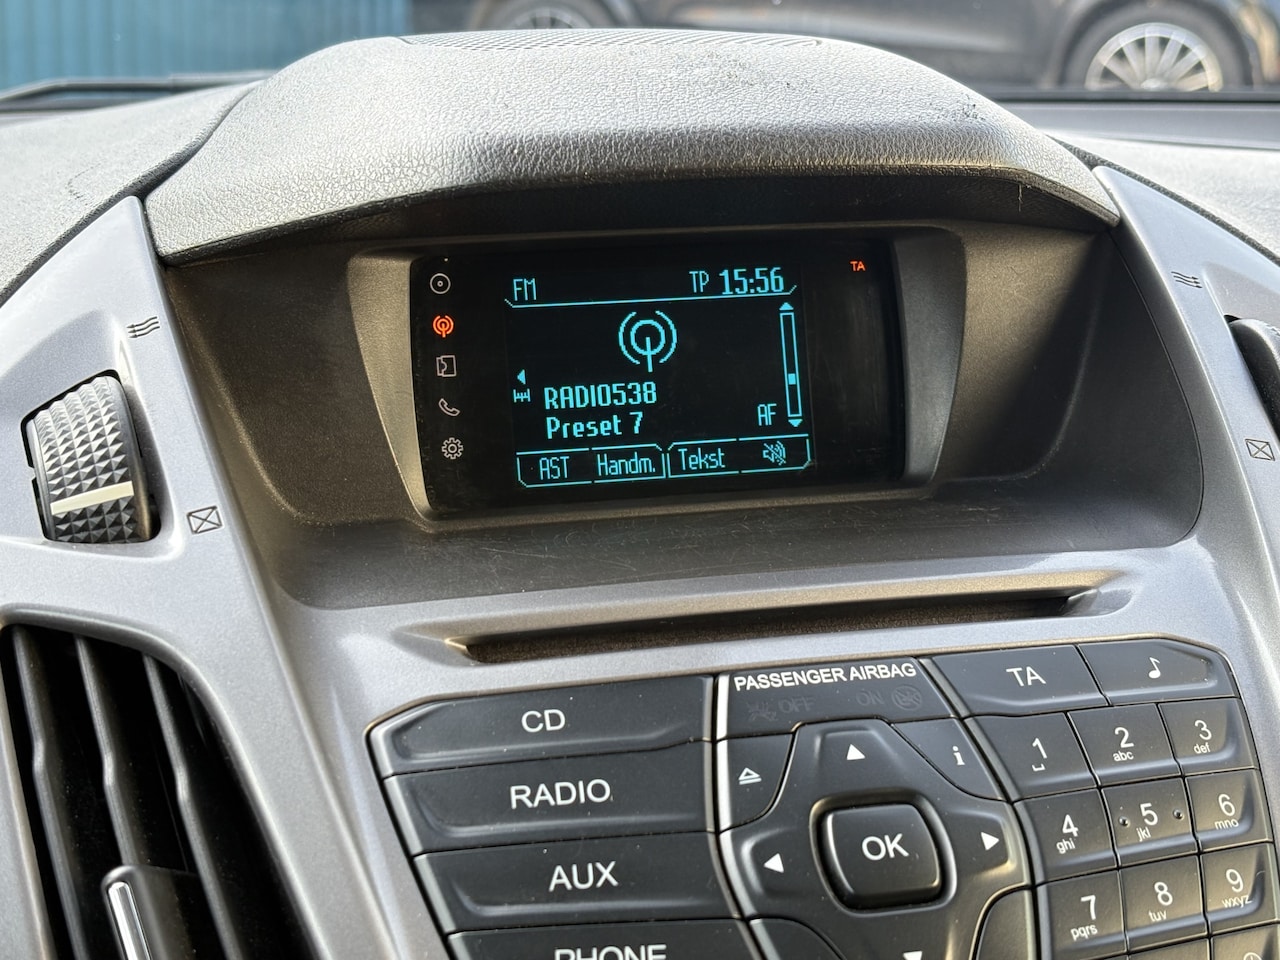 FM TP 15:56 TA
RADIO538
Preset 7 AF
AST Handm. Tekst
PASSENGER AIRBAG
OFF ON
CD
RADIO
AUX
PHONE
TA
i
OK
1
2 abc
3 def
4 ghi
5 jkl
6 mno
7 pqrs
8 tuv
9 wxyz